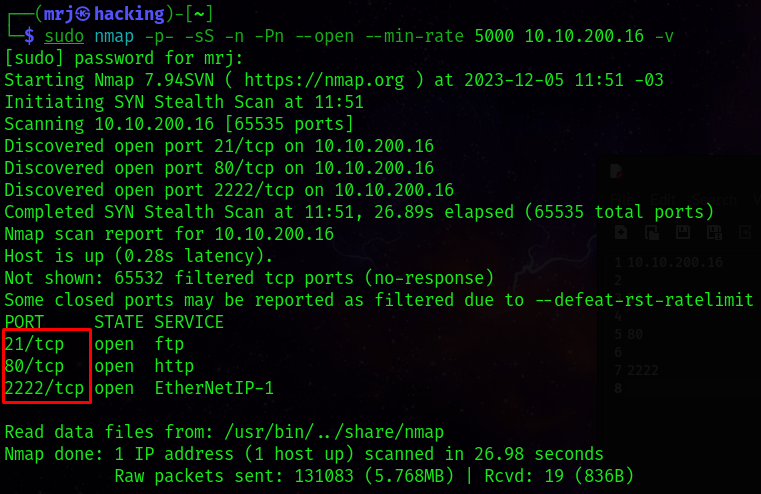 ┌──(mrj㉿hacking)-[~]
└─$ sudo nmap -p- -sS -n -Pn --open --min-rate 5000 10.10.200.16 -v
[sudo] password for mrj:
Starting Nmap 7.94SVN ( https://nmap.org ) at 2023-12-05 11:51 -03
Initiating SYN Stealth Scan at 11:51
Scanning 10.10.200.16 [65535 ports]
Discovered open port 21/tcp on 10.10.200.16
Discovered open port 80/tcp on 10.10.200.16
Discovered open port 2222/tcp on 10.10.200.16
Completed SYN Stealth Scan at 11:51, 26.89s elapsed (65535 total ports)
Nmap scan report for 10.10.200.16
Host is up (0.28s latency).
Not shown: 65532 filtered tcp ports (no-response)
Some closed ports may be reported as filtered due to --defeat-rst-ratelimit
PORT     STATE SERVICE
21/tcp   open  ftp
80/tcp   open  http
2222/tcp open  EtherNetIP-1
Read data files from: /usr/bin/../share/nmap
Nmap done: 1 IP address (1 host up) scanned in 26.98 seconds
Raw packets sent: 131083 (5.768MB) | Rcvd: 19 (836B)
1 10.10.200.16
2
4
5 80
6
7 2222
8